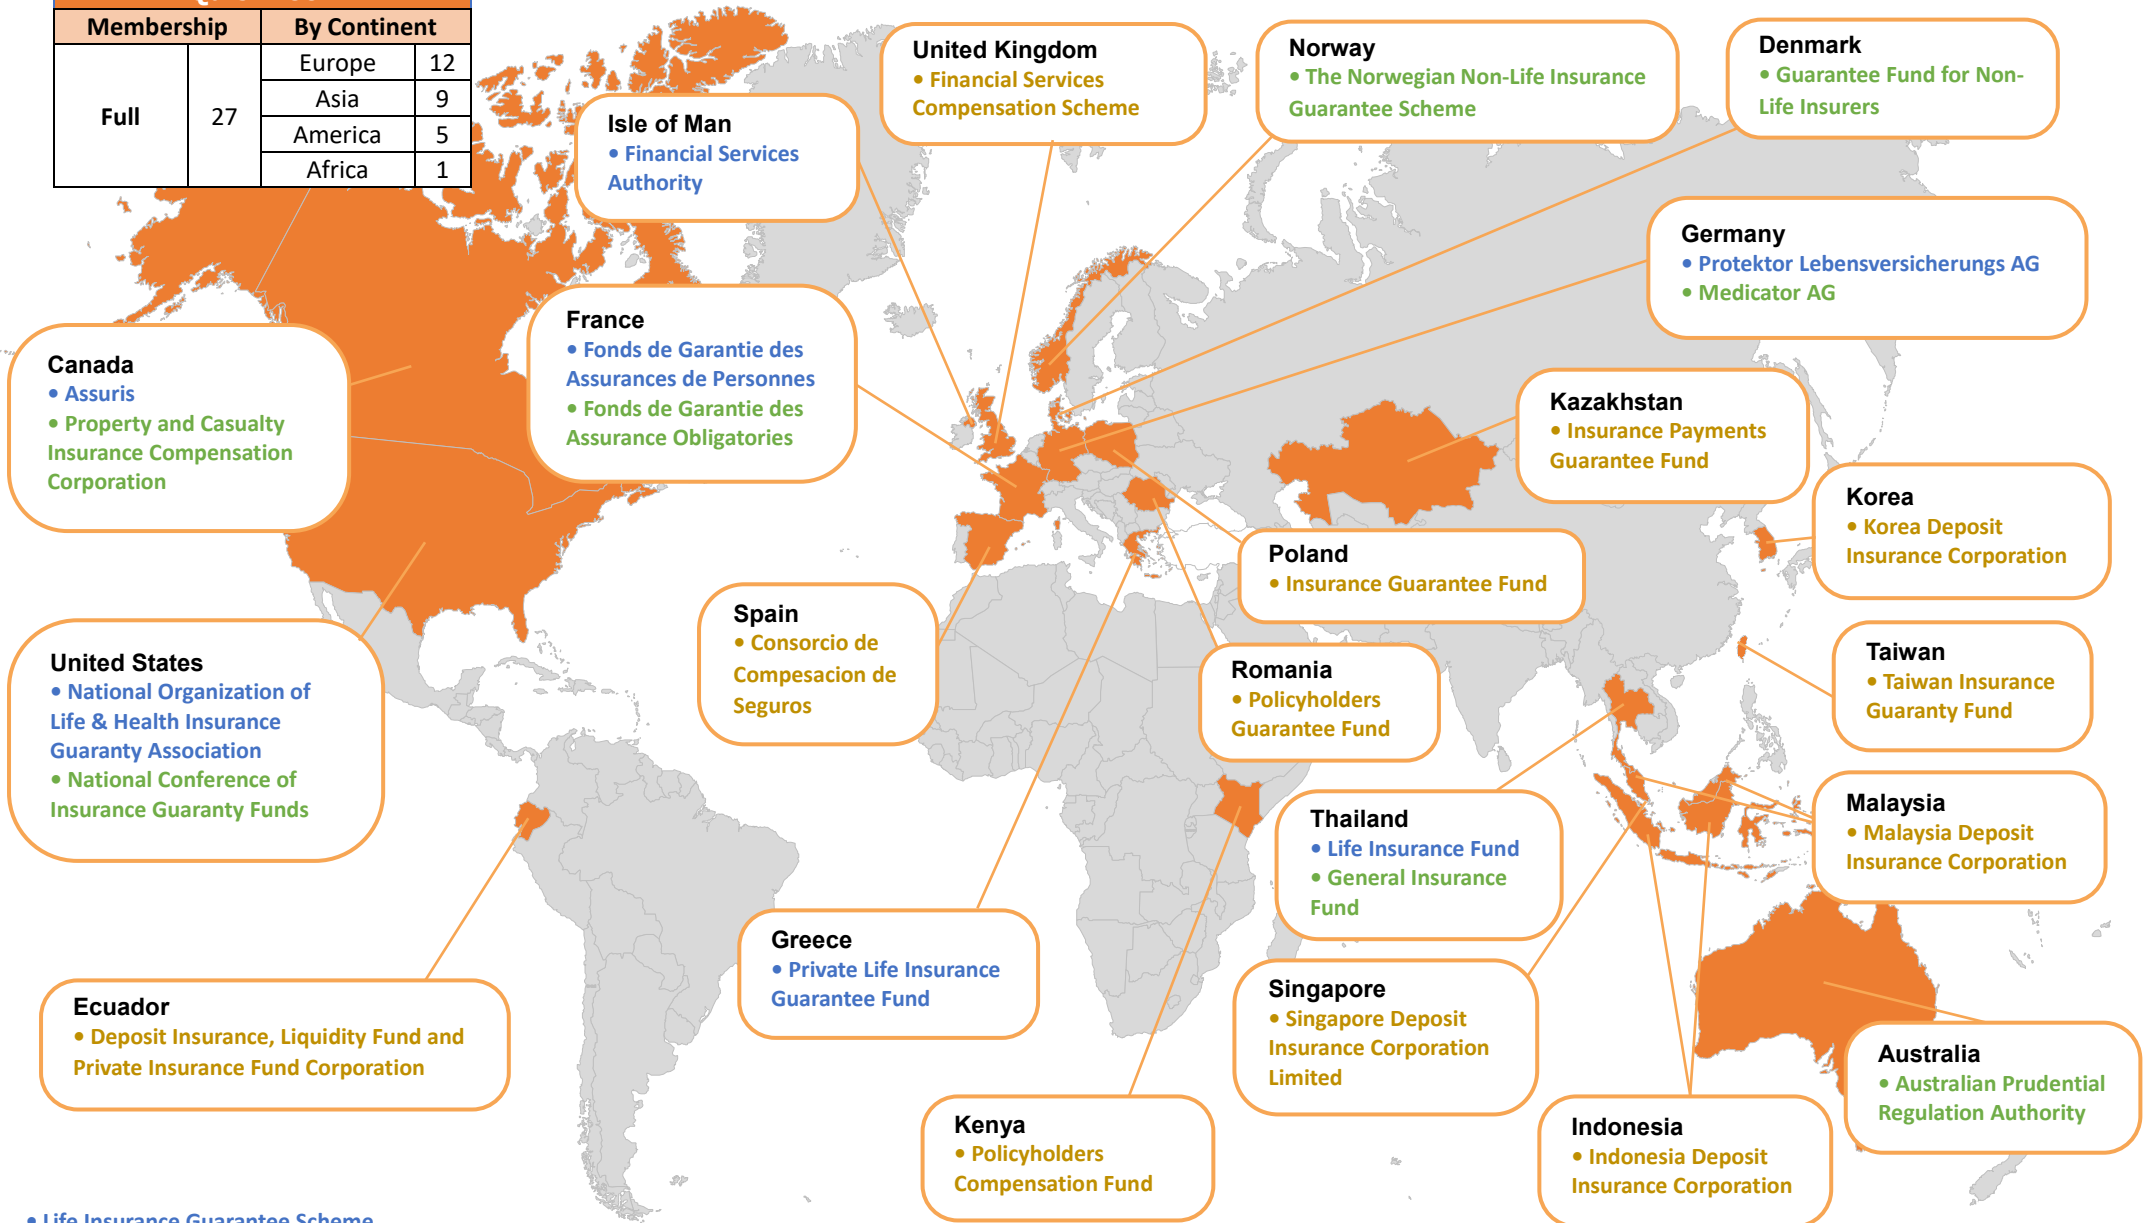 Membership By Continent
Full 27
Europe 12
Asia 9
America 5
Africa 1
United Kingdom
• Financial Services
Compensation Scheme
Norway
• The Norwegian Non-Life Insurance
Guarantee Scheme
Denmark
• Guarantee Fund for Non-
Life Insurers
Isle of Man
• Financial Services
Authority
Germany
• Protektor Lebensversicherungs AG
• Medicator AG
France
• Fonds de Garantie des
Assurances de Personnes
• Fonds de Garantie des
Assurance Obligatories
Canada
• Assuris
• Property and Casualty
Insurance Compensation
Corporation
Kazakhstan
• Insurance Payments
Guarantee Fund
Korea
• Korea Deposit
Insurance Corporation
Poland
• Insurance Guarantee Fund
Spain
• Consorcio de
Compesacion de
Seguros
United States
• National Organization of
Life & Health Insurance
Guaranty Association
• National Conference of
Insurance Guaranty Funds
Romania
• Policyholders
Guarantee Fund
Taiwan
• Taiwan Insurance
Guaranty Fund
Thailand
• Life Insurance Fund
• General Insurance
Fund
Malaysia
• Malaysia Deposit
Insurance Corporation
Greece
• Private Life Insurance
Guarantee Fund
Ecuador
• Deposit Insurance, Liquidity Fund and
Private Insurance Fund Corporation
Singapore
• Singapore Deposit
Insurance Corporation
Limited
Australia
• Australian Prudential
Regulation Authority
Kenya
• Policyholders
Compensation Fund
Indonesia
• Indonesia Deposit
Insurance Corporation
• Life Insurance Guarantee Scheme